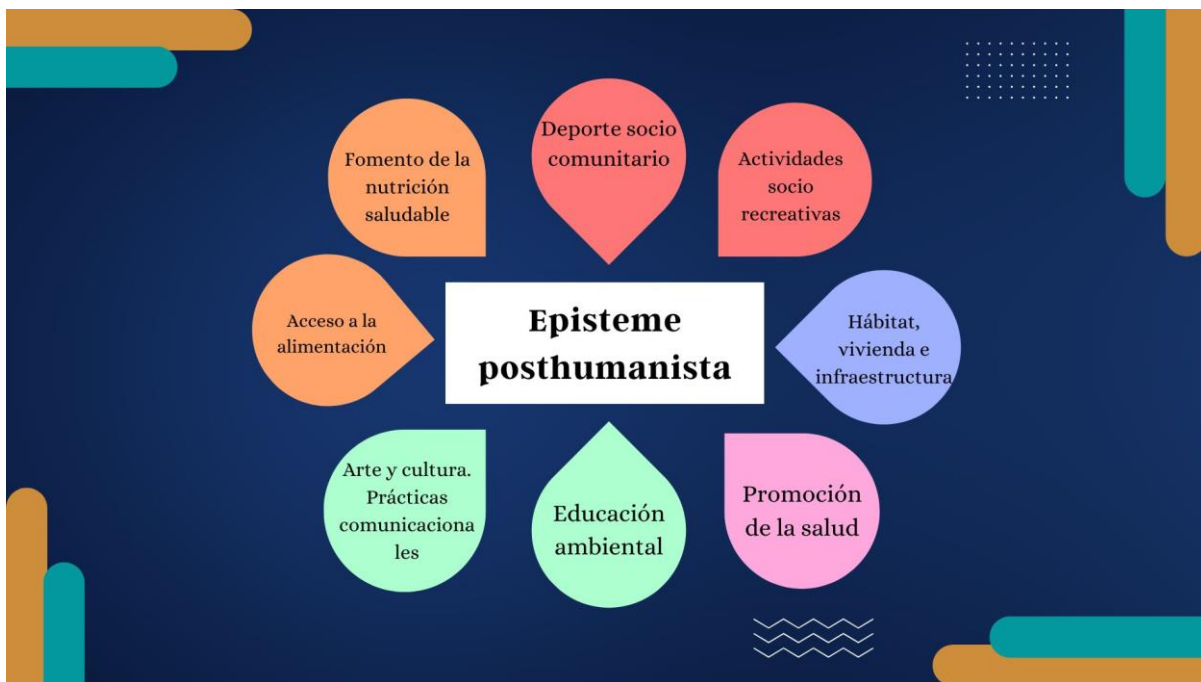 Deporte socio
comunitario
Fomento de la
nutrición
saludable
Actividades
socio
recreativas
Acceso a la
alimentación
Episteme
posthumanista
Hábitat,
vivienda e
infraestructura
Arte y cultura.
Prácticas
comunicaciona
les
Educación
ambiental
Promoción
de la salud